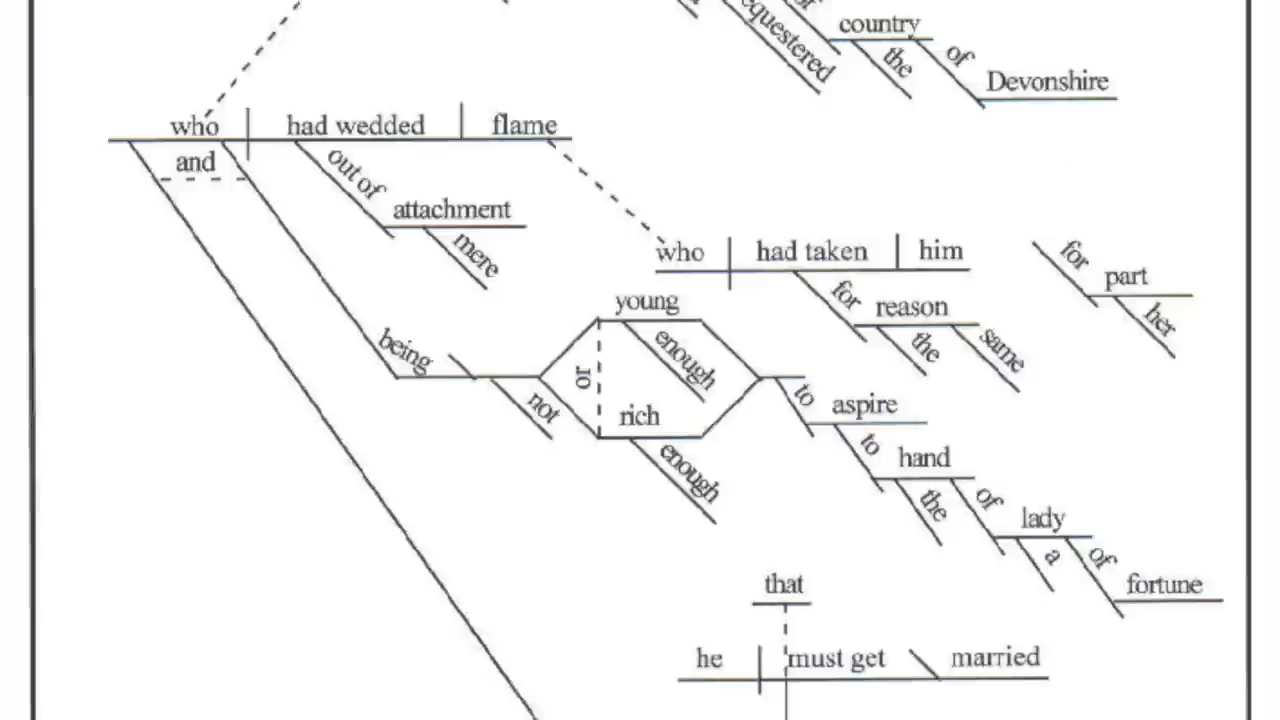 of
equestered
country
the
of
Devonshire
who
had wedded
flame
and
out of
attachment
mere
who
had taken
him
for
part
her
for
reason
the
same
young
enough
being
or
not
rich
enough
to
aspire
to
hand
the
of
lady
a
of
fortune
that
he
must get
married